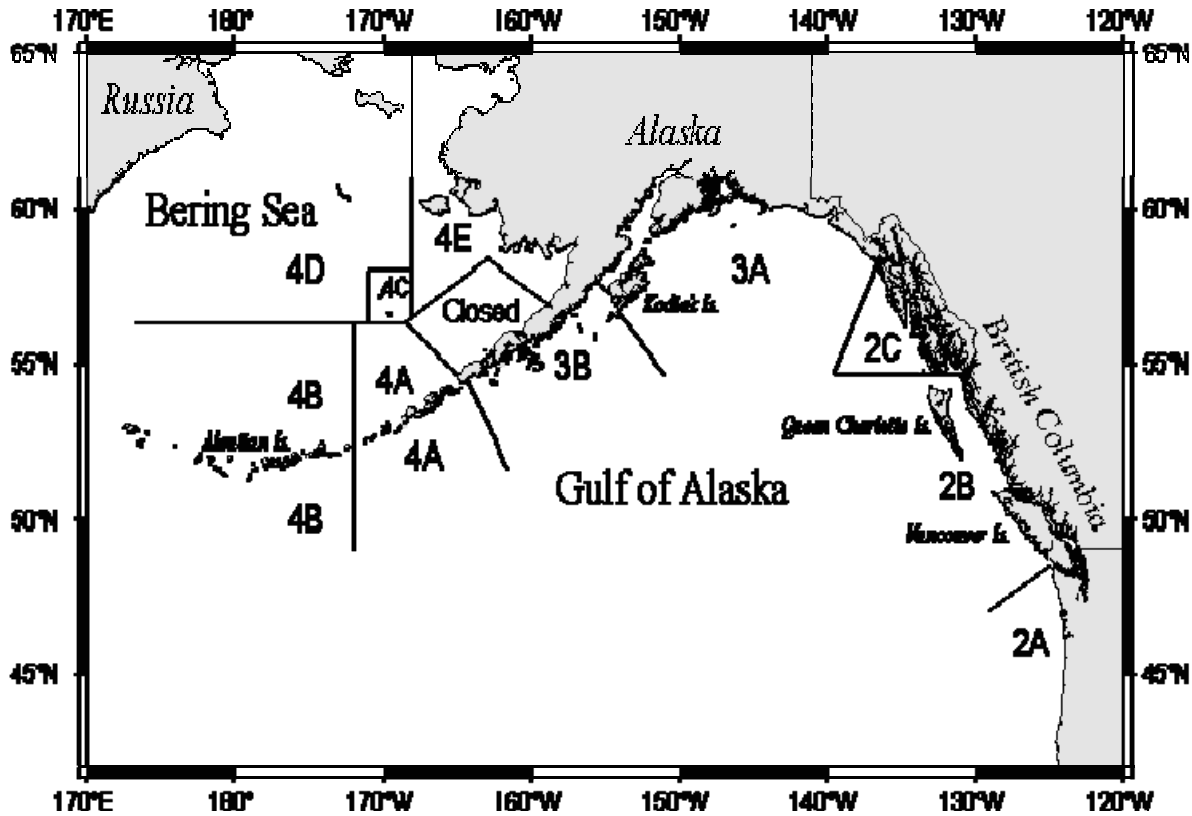 170°E 180° 170°W 160°W 150°W 140°W 130°W 120°W
65°N 65°N
Russia
Alaska
60°N 60°N
Bering Sea
4E
4D
4C
3A
Closed
Kodiak Is.
55°N 55°N
2C
3B
4A
4B
British Columbia
Queen Charlotte Is.
Aleutian Is.
4A
Gulf of Alaska
2B
50°N 50°N
4B
Vancouver Is.
2A
45°N 45°N
170°E 180° 170°W 160°W 150°W 140°W 130°W 120°W